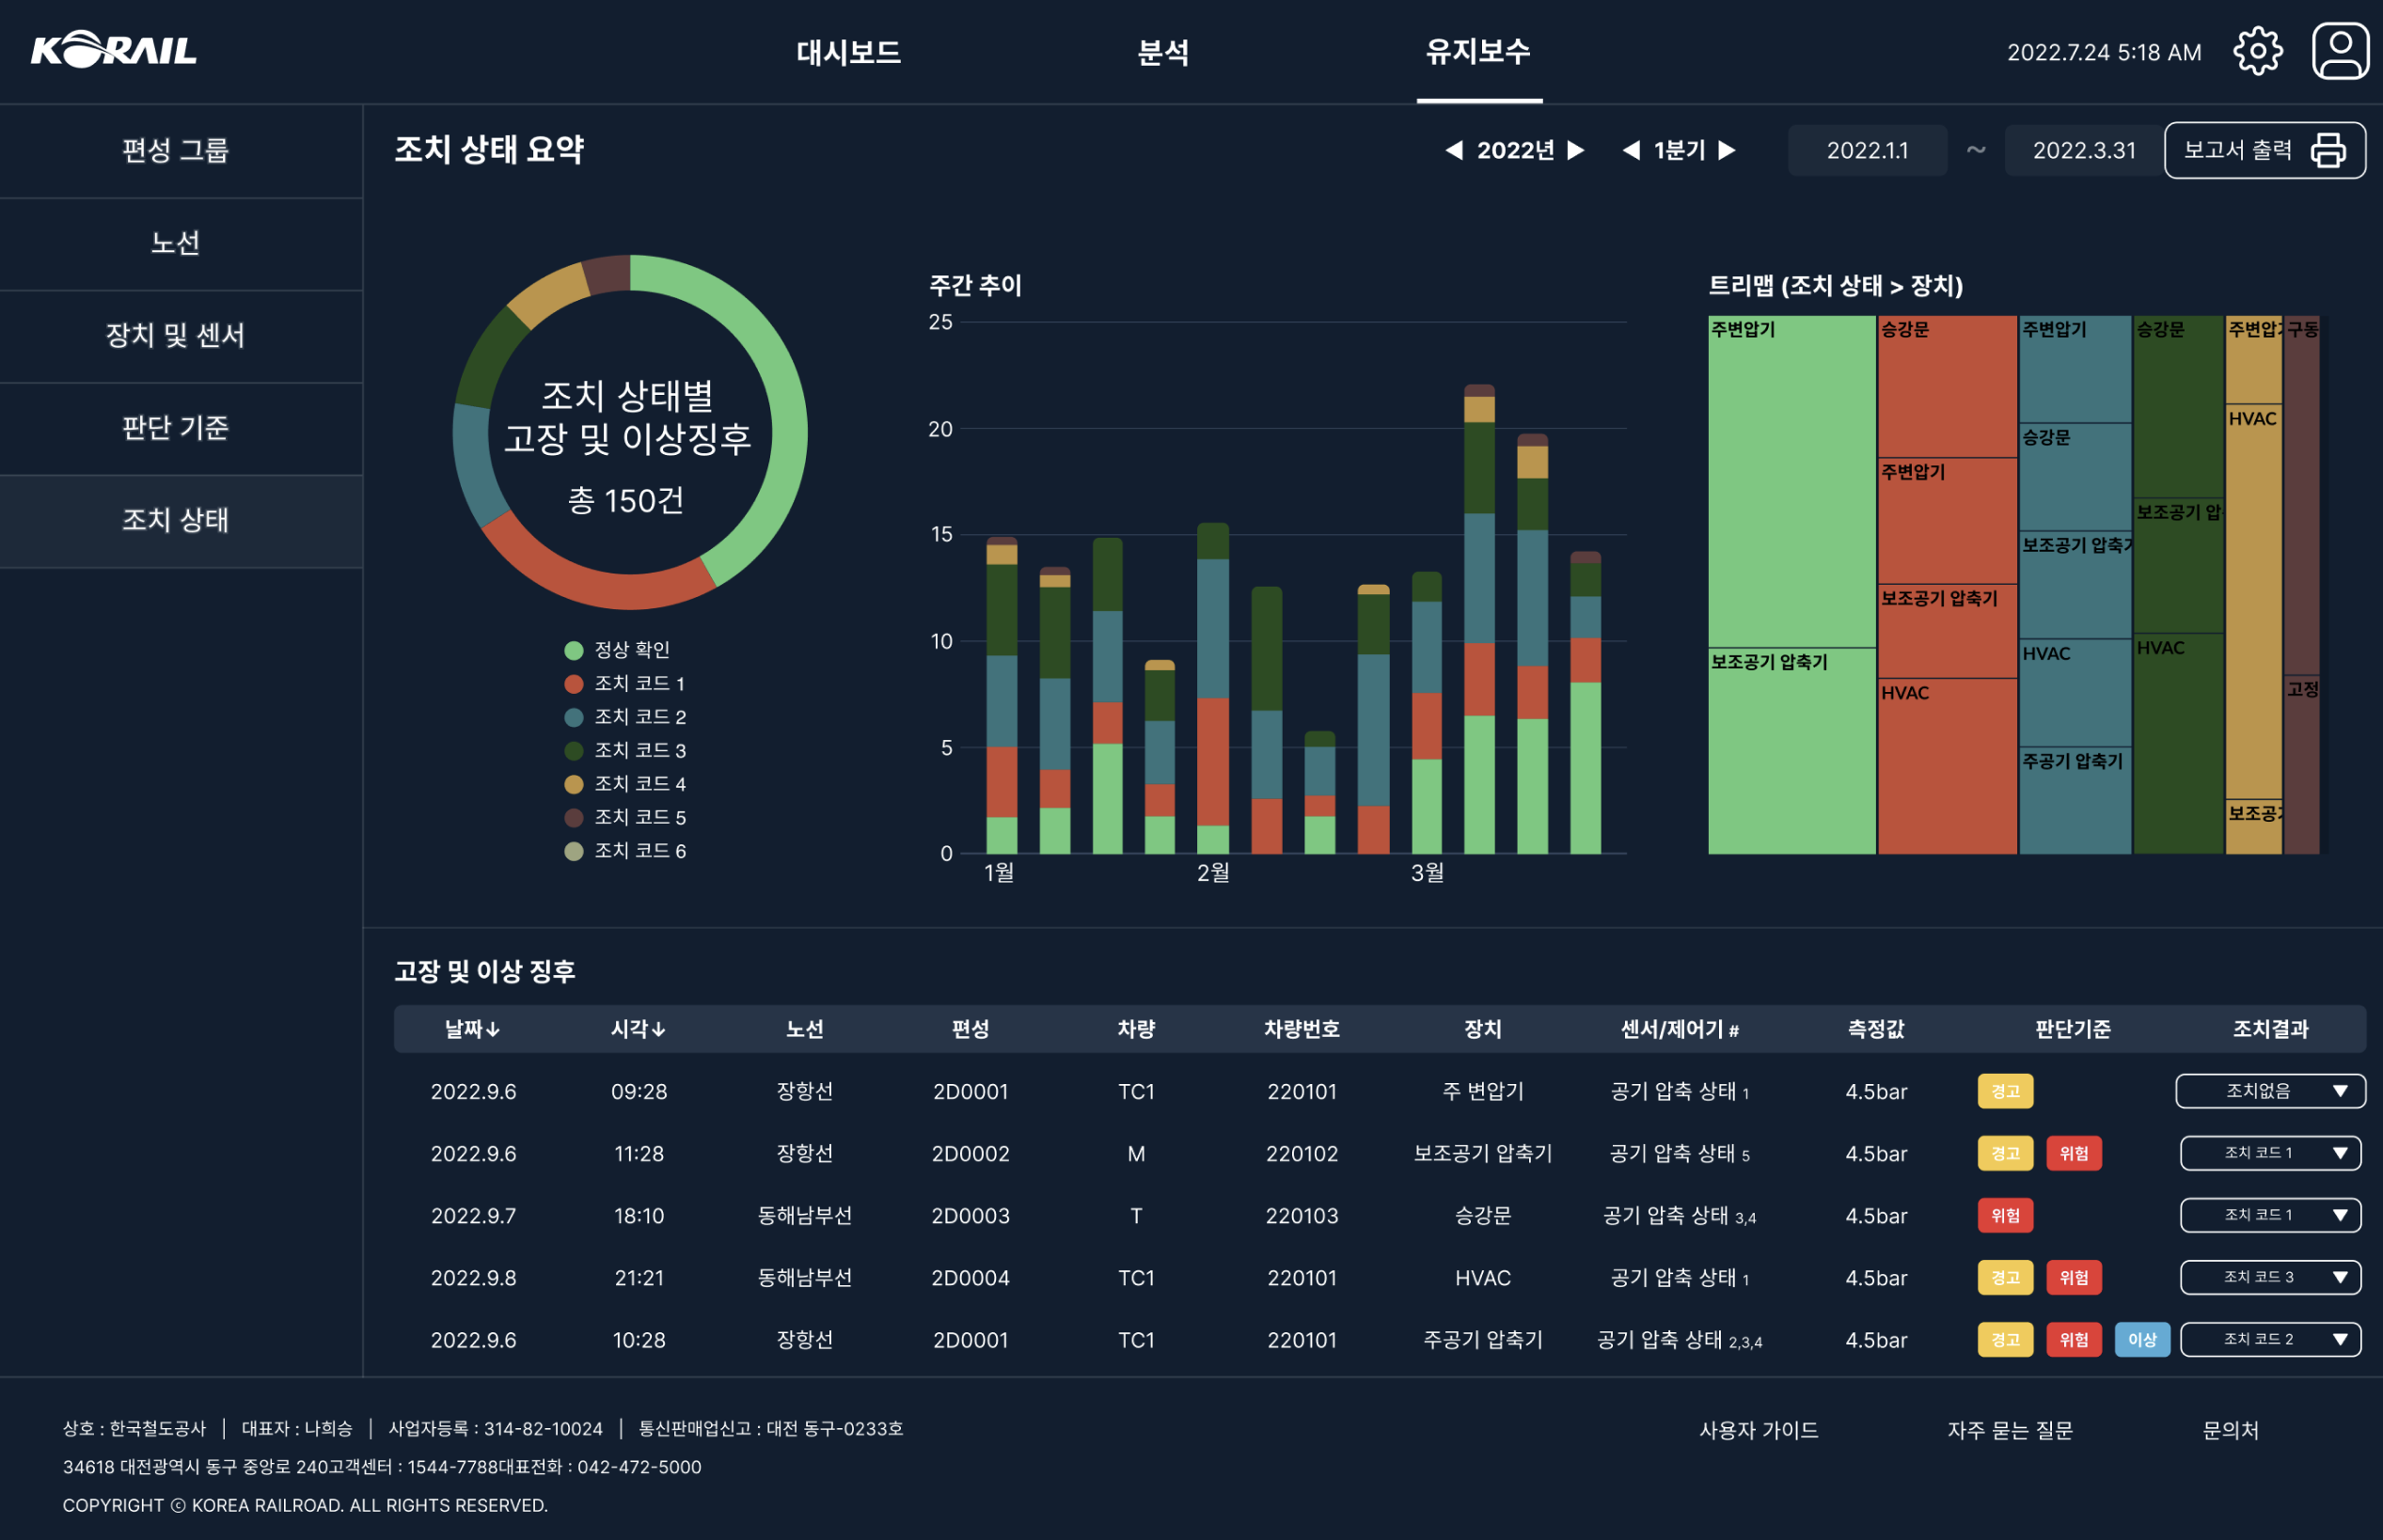 KORAIL
대시보드 분석 유지보수 2022.7.24 5:18 AM
편성 그룹
노선
장치 및 센서
판단 기준
조치 상태
조치 상태 요약 ◀ 2022년 ▶ ◀ 1분기 ▶ 2022.1.1 ~ 2022.3.31 보고서 출력
조치 상태별
고장 및 이상징후
총 150건
정상 확인
조치 코드 1
조치 코드 2
조치 코드 3
조치 코드 4
조치 코드 5
조치 코드 6
주간 추이
25
20
15
10
5
0
1월 2월 3월
트리맵 (조치 상태 > 장치)
주변압기
보조공기 압축기
승강문
주변압기
보조공기 압축기
HVAC
주변압기
승강문
보조공기 압축기
HVAC
주공기 압축기
승강문
보조공기 압
HVAC
주변압기
HVAC
보조공기
구동
고정
고장 및 이상 징후
날짜↓ 시각↓ 노선 편성 차량 차량번호 장치 센서/제어기 # 측정값 판단기준 조치결과
2022.9.6 09:28 장항선 2D0001 TC1 220101 주 변압기 공기 압축 상태 1 4.5bar 경고 조치없음 ▼
2022.9.6 11:28 장항선 2D0002 M 220102 보조공기 압축기 공기 압축 상태 5 4.5bar 경고 위험 조치 코드 1 ▼
2022.9.7 18:10 동해남부선 2D0003 T 220103 승강문 공기 압축 상태 3,4 4.5bar 위험 조치 코드 1 ▼
2022.9.8 21:21 동해남부선 2D0004 TC1 220101 HVAC 공기 압축 상태 1 4.5bar 경고 위험 조치 코드 3 ▼
2022.9.6 10:28 장항선 2D0001 TC1 220101 주공기 압축기 공기 압축 상태 2,3,4 4.5bar 경고 위험 이상 조치 코드 2 ▼
상호 : 한국철도공사 | 대표자 : 나희승 | 사업자등록 : 314-82-10024 | 통신판매업신고 : 대전 동구-0233호
34618 대전광역시 동구 중앙로 240고객센터 : 1544-7788대표전화 : 042-472-5000
COPYRIGHT ⓒ KOREA RAILROAD. ALL RIGHTS RESERVED.
사용자 가이드 자주 묻는 질문 문의처